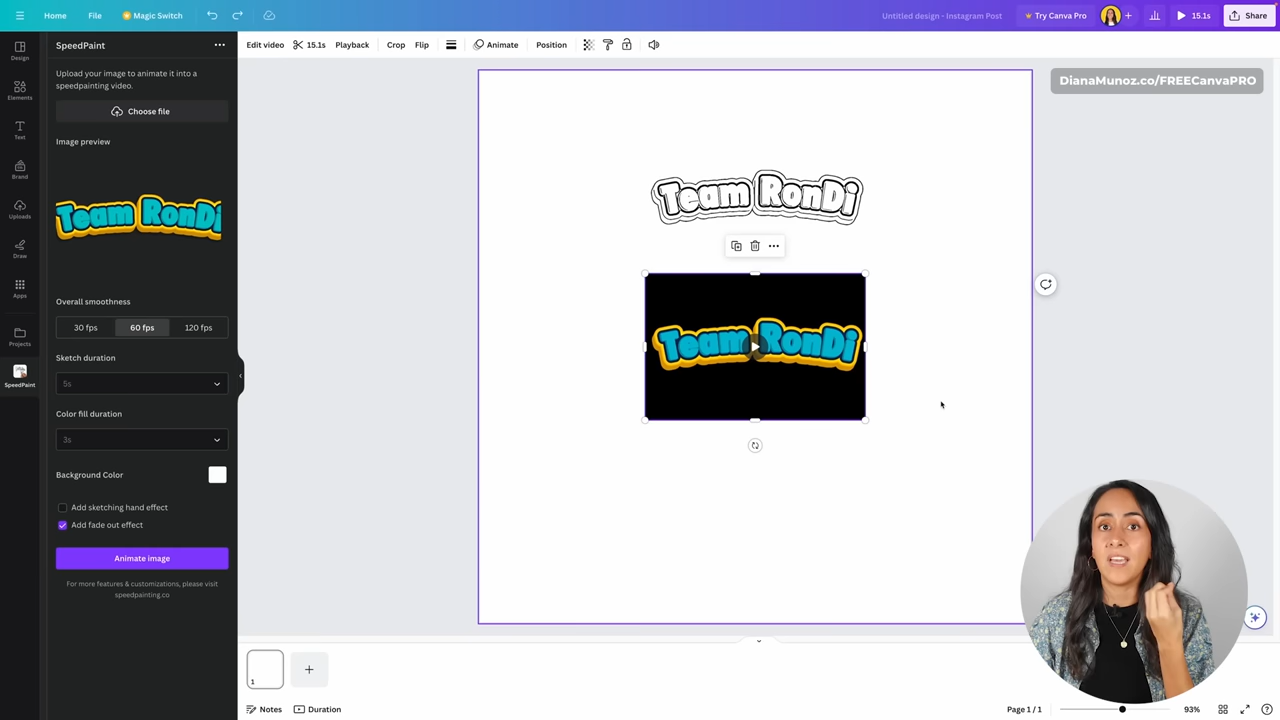 Home File Magic Switch Untitled design - Instagram Post Try Canva Pro 15.1s Share
SpeedPaint
Edit video 15.1s Playback Crop Flip Animate Position
Design
Elements
Text
Brand
Uploads
Draw
Apps
Projects
SpeedPaint
Upload your image to animate it into a
speedpainting video.
Choose file
Image preview
Team RonDi
Overall smoothness
30 fps 60 fps 120 fps
Sketch duration
5s
Color fill duration
3s
Background Color
Add sketching hand effect
Add fade out effect
Animate image
For more features & customizations, please visit
speedpainting.co
DianaMunoz.co/FREECanvaPRO
Team RonDi
Team RonDi
1
Notes Duration
Page 1 / 1 93%